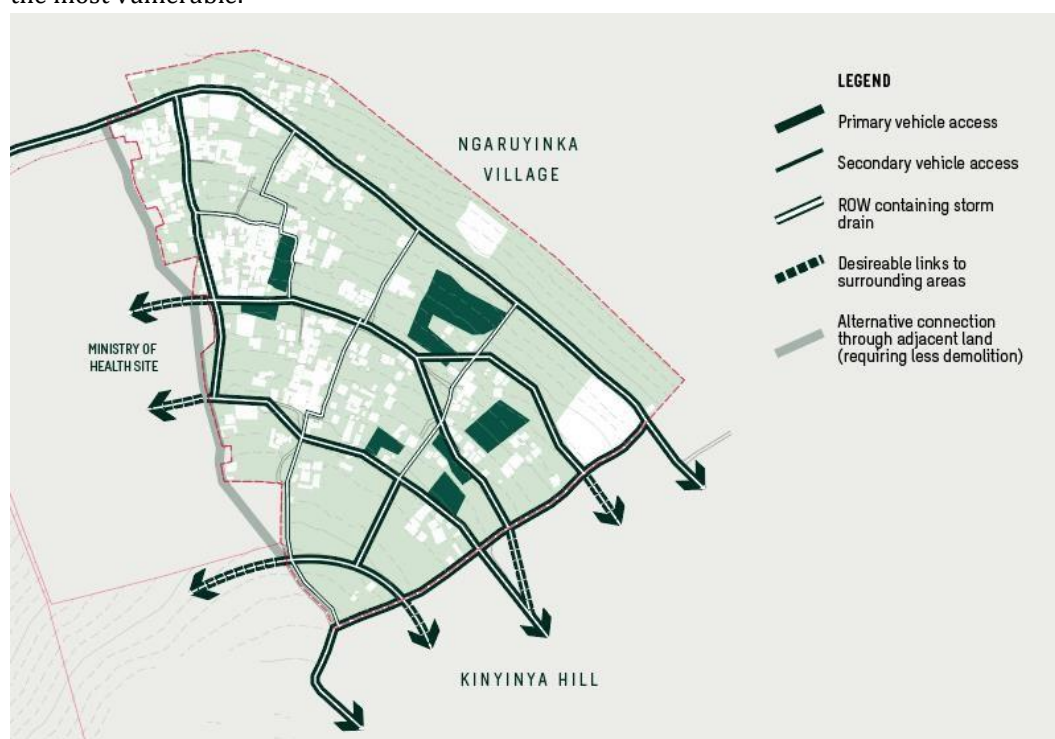 the most vulnerable.
NGARUYINKA
VILLAGE
LEGEND
Primary vehicle access
Secondary vehicle access
ROW containing storm
drain
Desireable links to
surrounding areas
Alternative connection
through adjacent land
(requiring less demolition)
MINISTRY OF
HEALTH SITE
KINYINYA HILL